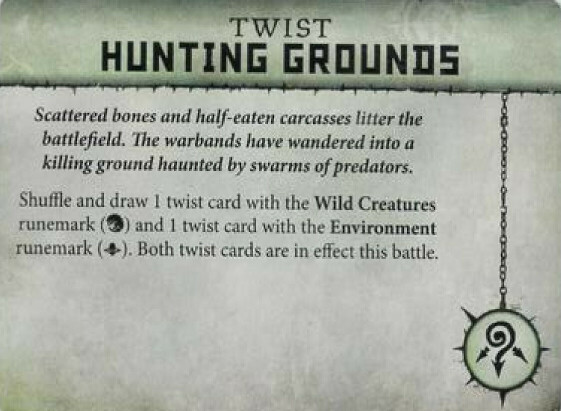 TWIST
HUNTING GROUNDS
Scattered bones and half-eaten carcasses litter the
battlefield. The warbands have wandered into a
killing ground haunted by swarms of predators.
Shuffle and draw 1 twist card with the Wild Creatures
runemark () and 1 twist card with the Environment
runemark (). Both twist cards are in effect this battle.